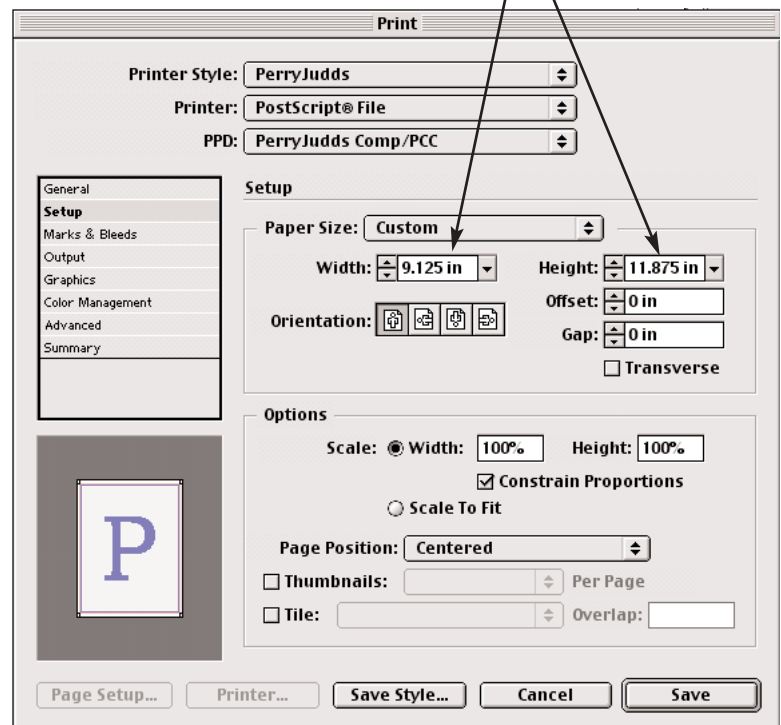 Print
Printer Style: PerryJudds
Printer: PostScript® File
PPD: PerryJudds Comp/PCC
General
Setup
Marks & Bleeds
Output
Graphics
Color Management
Advanced
Summary
Setup
Paper Size: Custom
Width: 9.125 in Height: 11.875 in
Offset: 0 in
Orientation:
Gap: 0 in
Transverse
Options
Scale: Width: 100% Height: 100%
Constrain Proportions
Scale To Fit
Page Position: Centered
Thumbnails: Per Page
Tile: Overlap:
P
Page Setup... Printer... Save Style... Cancel Save